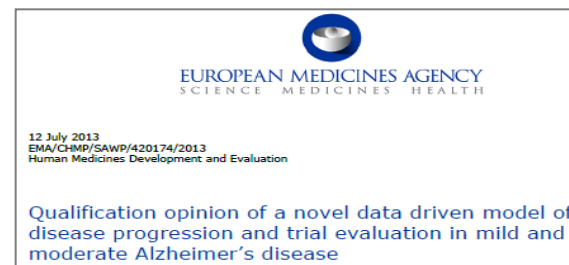 EUROPEAN MEDICINES AGENCY
SCIENCE MEDICINES HEALTH
12 July 2013
EMA/CHMP/SAWP/420174/2013
Human Medicines Development and Evaluation
Qualification opinion of a novel data driven model of
disease progression and trial evaluation in mild and
moderate Alzheimer’s disease